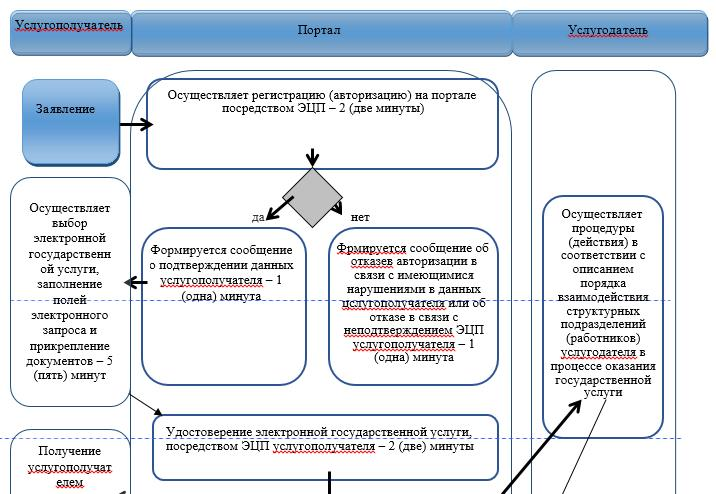 Услугополучатель
Портал
Услугодатель
Заявление
Осуществляет регистрацию (авторизацию) на портале
посредством ЭЦП – 2 (две минуты)
да
нет
Осуществляет
выбор
электронной
государственн
ой услуги,
заполнение
полей
электронного
запроса и
прикрепление
документов – 5
(пять) минут
Формируется сообщение
о подтверждении данных
услугополучателя – 1
(одна) минута
Фрмируется сообщение об
отказев авторизации в
связи с имеющимися
нарушениями в данных
цслугополучателя или об
отказе в связи с
неподтверждением ЭЦП
услугополучателя – 1
(одна) минута
Осуществляет
процедуры
(действия) в
соответствии с
описанием
порядка
взаимодействия
структурных
подразделений
(работников)
услугодателя в
процессе оказания
государственной
услуги
Удостоверение электронной государственной услуги,
посредством ЭЦП услугополучателя – 2 (две) минуты
Получение
услугополучат
елем